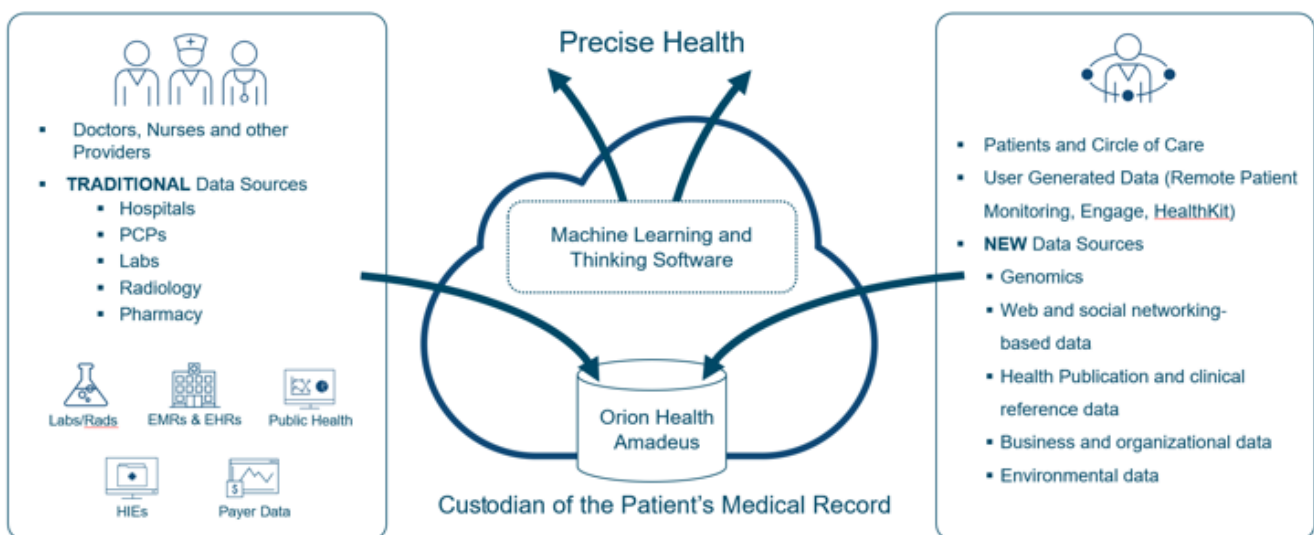 Doctors, Nurses and other
Providers
TRADITIONAL Data Sources
Hospitals
PCPs
Labs
Radiology
Pharmacy
Labs/Rads
EMRs & EHRs
Public Health
HIEs
Payer Data
Precise Health
Machine Learning and
Thinking Software
Orion Health
Amadeus
Custodian of the Patient's Medical Record
Patients and Circle of Care
User Generated Data (Remote Patient
Monitoring, Engage, HealthKit)
NEW Data Sources
Genomics
Web and social networking-
based data
Health Publication and clinical
reference data
Business and organizational data
Environmental data